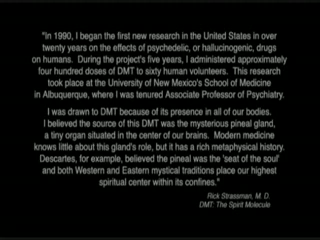 "In 1990, I began the first new research in the United States in over
twenty years on the effects of psychedelic, or hallucinogenic, drugs
on humans. During the project's five years, I administered approximately
four hundred doses of DMT to sixty human volunteers. This research
took place at the University of New Mexico's School of Medicine
in Albuquerque, where I was tenured Associate Professor of Psychiatry.
I was drawn to DMT because of its presence in all of our bodies.
I believed the source of this DMT was the mysterious pineal gland,
a tiny organ situated in the center of our brains. Modern medicine
knows little about this gland's role, but it has a rich metaphysical history.
Descartes, for example, believed the pineal was the 'seat of the soul'
and both Western and Eastern mystical traditions place our highest
spiritual center within its confines."
Rick Strassman, M. D.
DMT: The Spirit Molecule